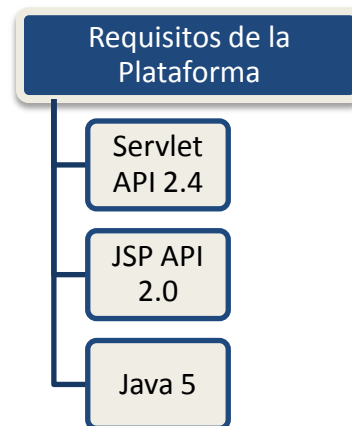 Requisitos de la
Plataforma
Servlet
API 2.4
JSP API
2.0
Java 5